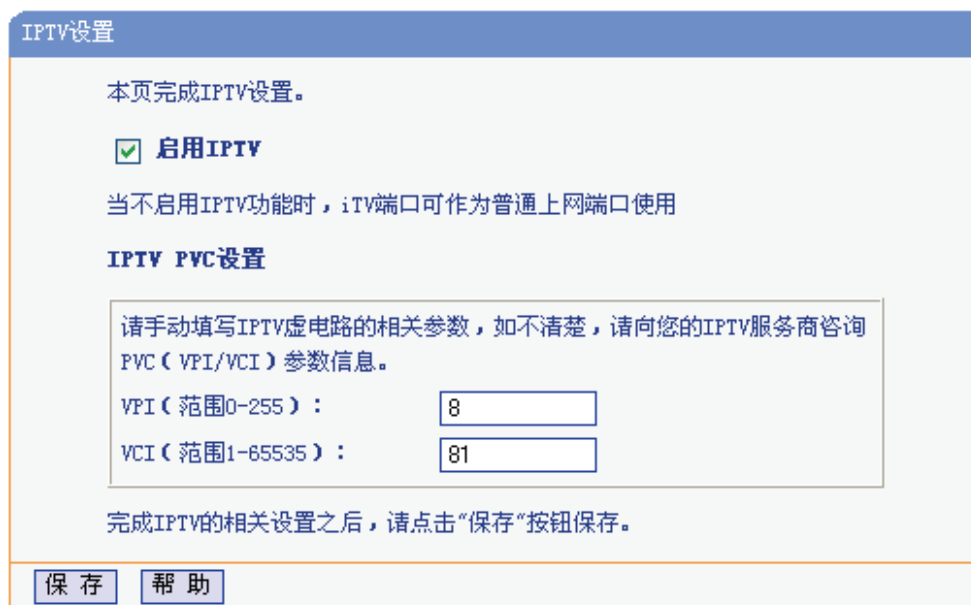 IPTV设置
本页完成IPTV设置。
启用IPTV
当不启用IPTV功能时，iTV端口可作为普通上网端口使用
IPTV PVC设置
请手动填写IPTV虚电路的相关参数，如不清楚，请向您的IPTV服务商咨询
PVC（VPI/VCI）参数信息。
VPI（范围0-255）： 8
VCI（范围1-65535）： 81
完成IPTV的相关设置之后，请点击“保存”按钮保存。
保 存 帮 助